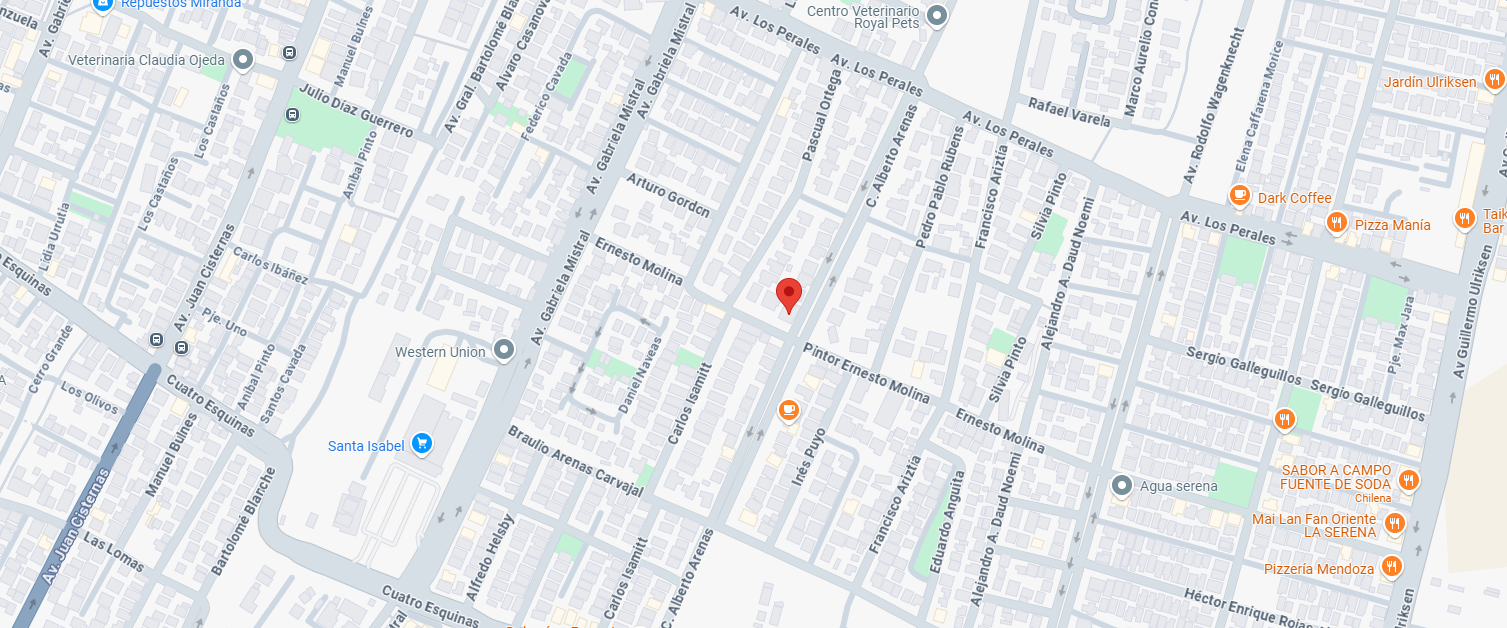 Repuestos Miranda
Av. Gabriel
Veterinaria Claudia Ojeda
Manuel Bulnes
Av. Gral. Bartolomé Bla
Alvaro Casanova
Federico Cavada
Av. Gabriela Mistral
Av. Gabriela Mistral
Av. Gabriela Mistral
Av. Gabriela Mistral
Av. Los Perales
Centro Veterinario
Royal Pets
Av. Los Perales
Av. Los Perales
Av. Los Perales
Rafael Varela
Marco Aurelio Con
Av. Rodolfo Wagenknecht
Elena Caffarena Morice
Jardín Ulriksen
Julio Díaz Guerrero
Los Castaños
Los Castaños
Anibal Pinto
Lidia Urrutia
Arturo Gordon
Pascual Ortega
C. Alberto Arenas
Pedro Pablo Rubens
Francisco Ariztía
Silvia Pinto
Alejandro A. Daud Noemi
Dark Coffee
Pizza Manía
Taik
Bar
o Esquinas
Av. Juan Cisternas
Carlos Ibáñez
Pje. Uno
Ernesto Molina
Av Guillermo Ulriksen
Pje. Max Jara
Cerro Grande
A
Los Olivos
Anibal Pinto
Santos Cavada
Cuatro Esquinas
Western Union
Santa Isabel
Daniel Naveas
Carlos Isamitt
Pintor Ernesto Molina
Silvia Pinto
Ernesto Molina
Sergio Galleguillos
Sergio Galleguillos
Manuel Bulnes
Bartolomé Blanche
Av. Juan Cisternas
Las Lomas
Braulio Arenas Carvajal
Inés Puyo
Francisco Ariztía
Eduardo Anguita
Alejandro A. Daud Noemi
Agua serena
SABOR A CAMPO
FUENTE DE SODA
Chilena
Mai Lan Fan Oriente
LA SERENA
Pizzería Mendoza
Alfredo Helsby
Carlos Isamitt
C. Alberto Arenas
Cuatro Esquinas
Héctor Enrique Rojas
Ulriksen